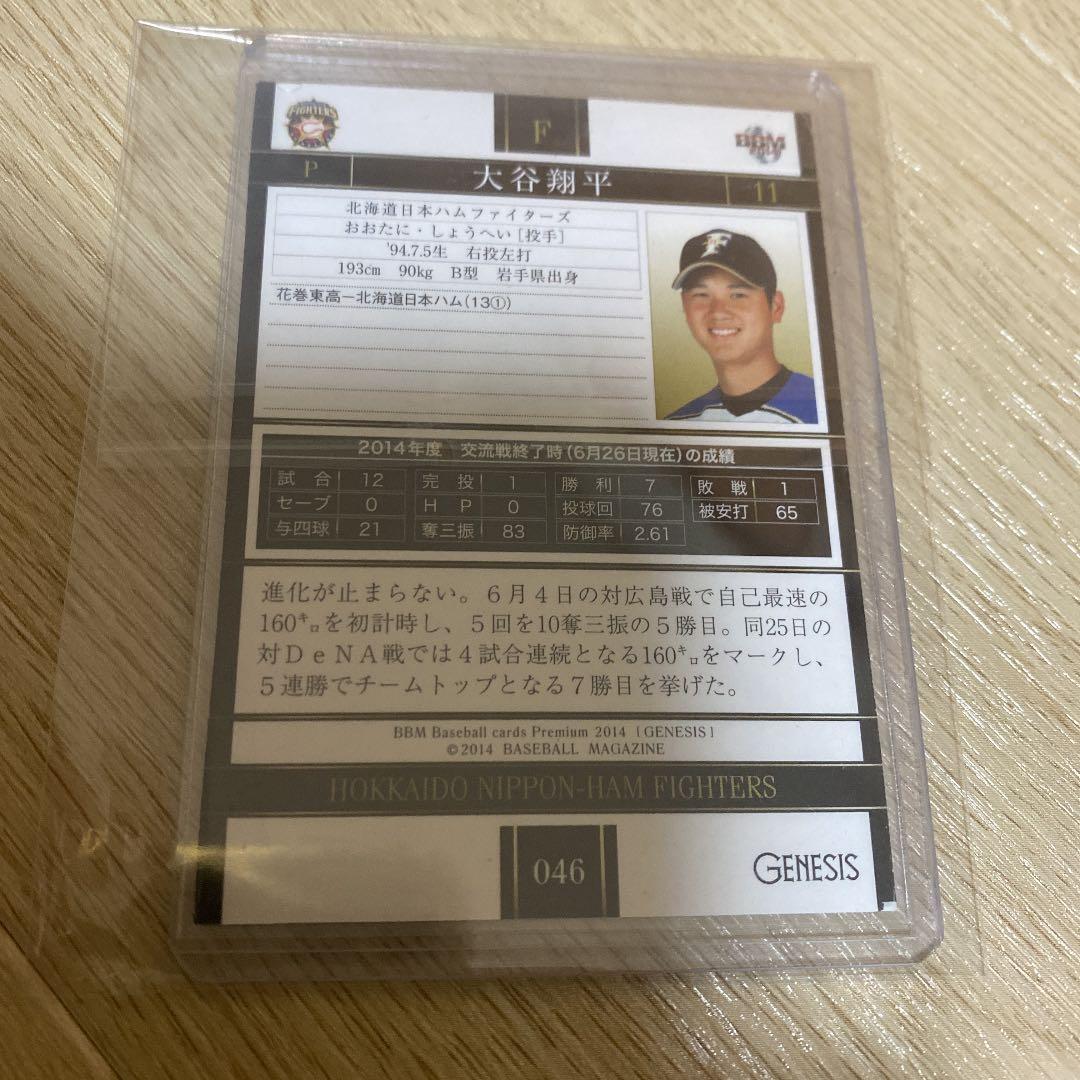 FIGHTERS
F
BBM
P
大谷翔平
11
北海道日本ハムファイターズ
おおたに・しょうへい［投手］
'94.7.5生 右投左打
193cm 90kg B型 岩手県出身
花巻東高－北海道日本ハム(13①)
F
2014年度 交流戦終了時(6月26日現在)の成績
試合 12 完投 1 勝利 7 敗戦 1
セーブ 0 HP 0 投球回 76 被安打 65
与四球 21 奪三振 83 防御率 2.61
進化が止まらない。６月４日の対広島戦で自己最速の
160㌔を初計時し、５回を10奪三振の５勝目。同25日の
対ＤｅＮＡ戦では４試合連続となる160㌔をマークし、
５連勝でチームトップとなる７勝目を挙げた。
BBM Baseball cards Premium 2014 [GENESIS]
©2014 BASEBALL MAGAZINE
HOKKAIDO NIPPON-HAM FIGHTERS
046
GENESIS